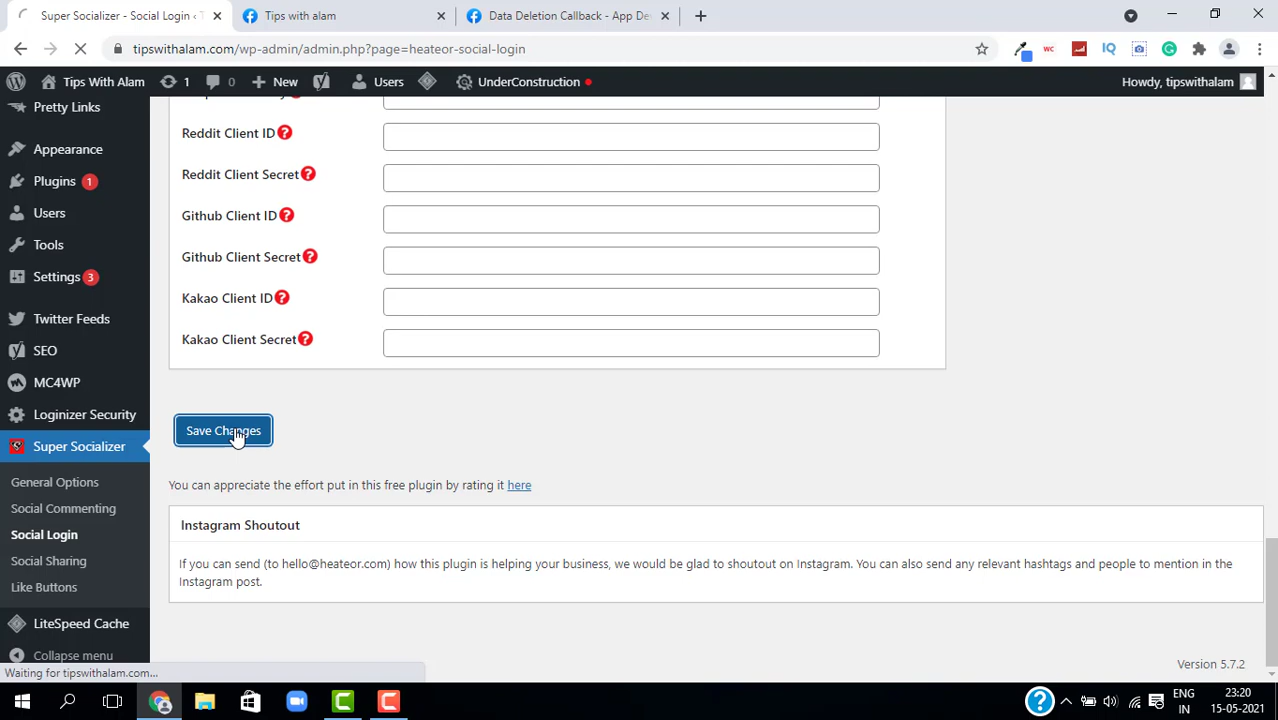 Super Socializer - Social Login ‹ T
Tips with alam
Data Deletion Callback - App De
tipswithalam.com/wp-admin/admin.php?page=heateor-social-login
WC
IQ
Tips With Alam
1
0
New
Users
UnderConstruction
Howdy, tipswithalam
Pretty Links
Appearance
Plugins 1
Users
Tools
Settings 3
Twitter Feeds
SEO
MC4WP
Loginizer Security
Super Socializer
General Options
Social Commenting
Social Login
Social Sharing
Like Buttons
LiteSpeed Cache
Collapse menu
Reddit Client ID ?
Reddit Client Secret ?
Github Client ID ?
Github Client Secret ?
Kakao Client ID ?
Kakao Client Secret ?
Save Changes
You can appreciate the effort put in this free plugin by rating it here
Instagram Shoutout
If you can send (to hello@heateor.com) how this plugin is helping your business, we would be glad to shoutout on Instagram. You can also send any relevant hashtags and people to mention in the
Instagram post.
Version 5.7.2
Waiting for tipswithalam.com...
ENG
IN
23:20
15-05-2021